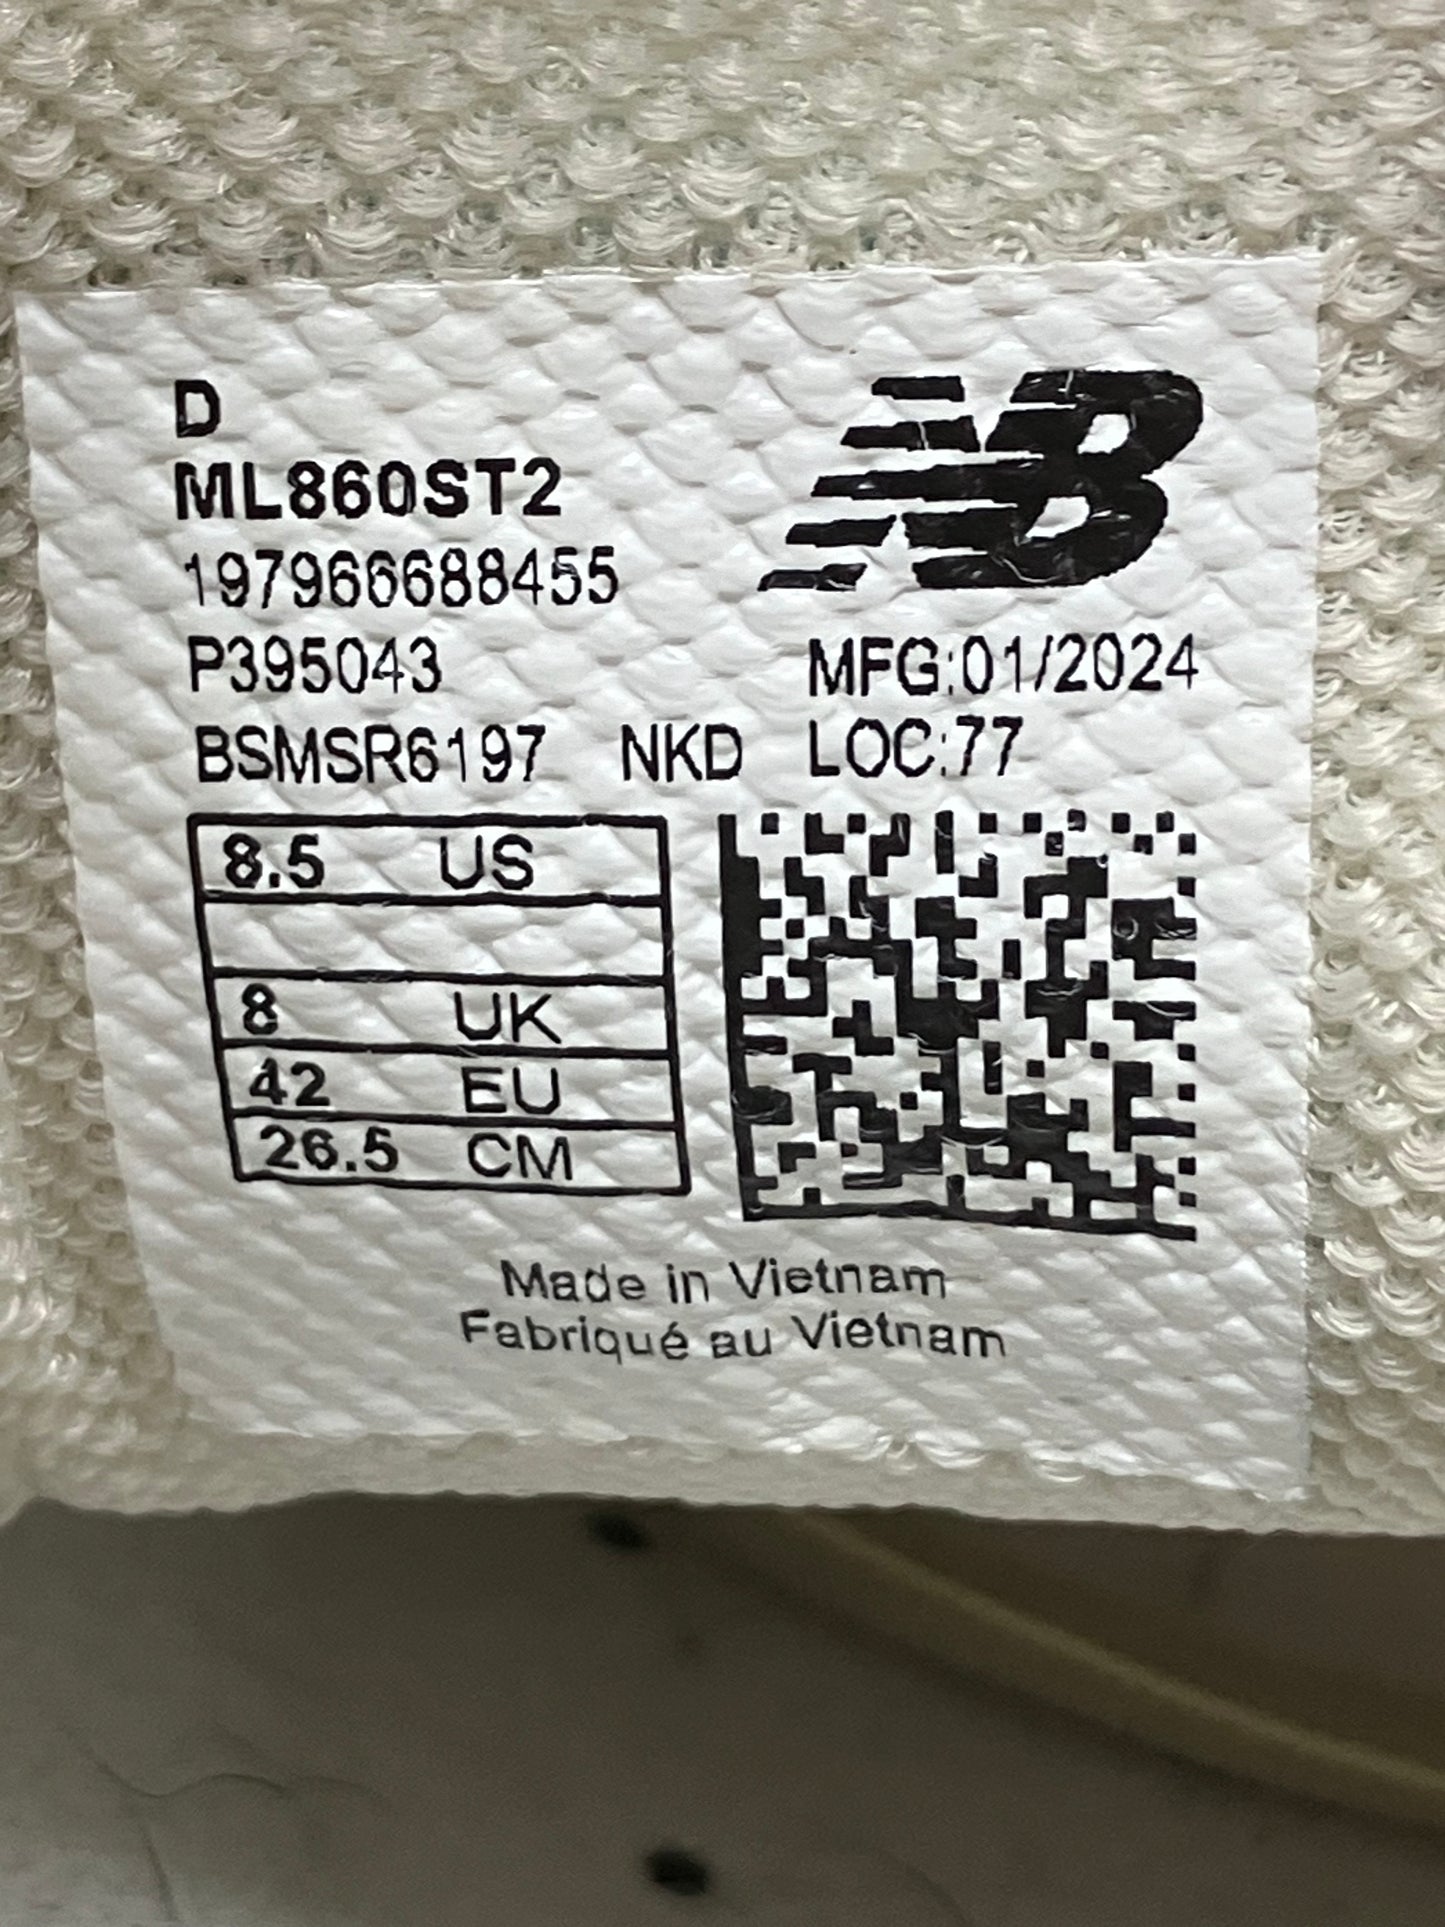 D
ML860ST2
197966688455
P395043 MFG:01/2024
BSMSR6197 NKD LOC:77
8.5 US
8 UK
42 EU
26.5 CM
Made in Vietnam
Fabriqué au Vietnam